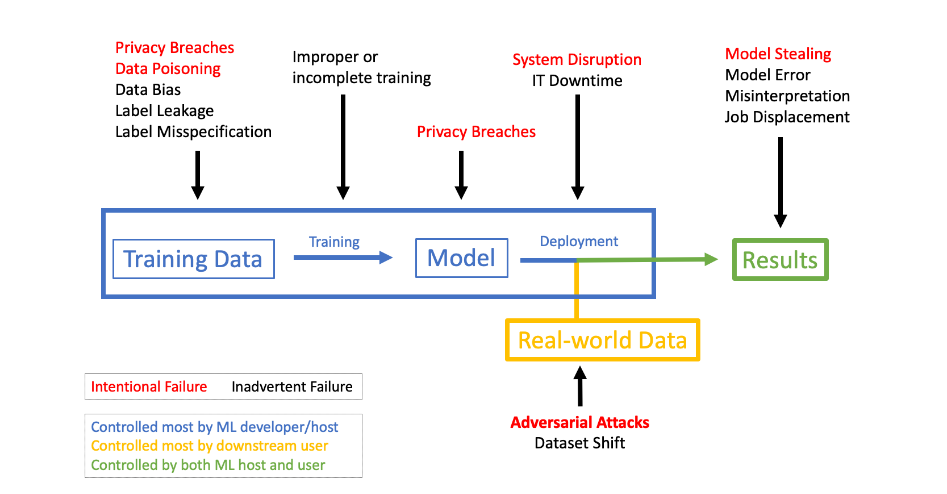 Privacy Breaches
Data Poisoning
Data Bias
Label Leakage
Label Misspecification
Improper or
incomplete training
Privacy Breaches
System Disruption
IT Downtime
Model Stealing
Model Error
Misinterpretation
Job Displacement
Training Data
Training
Model
Deployment
Results
Real-world Data
Adversarial Attacks
Dataset Shift
Intentional Failure Inadvertent Failure
Controlled most by ML developer/host
Controlled most by downstream user
Controlled by both ML host and user